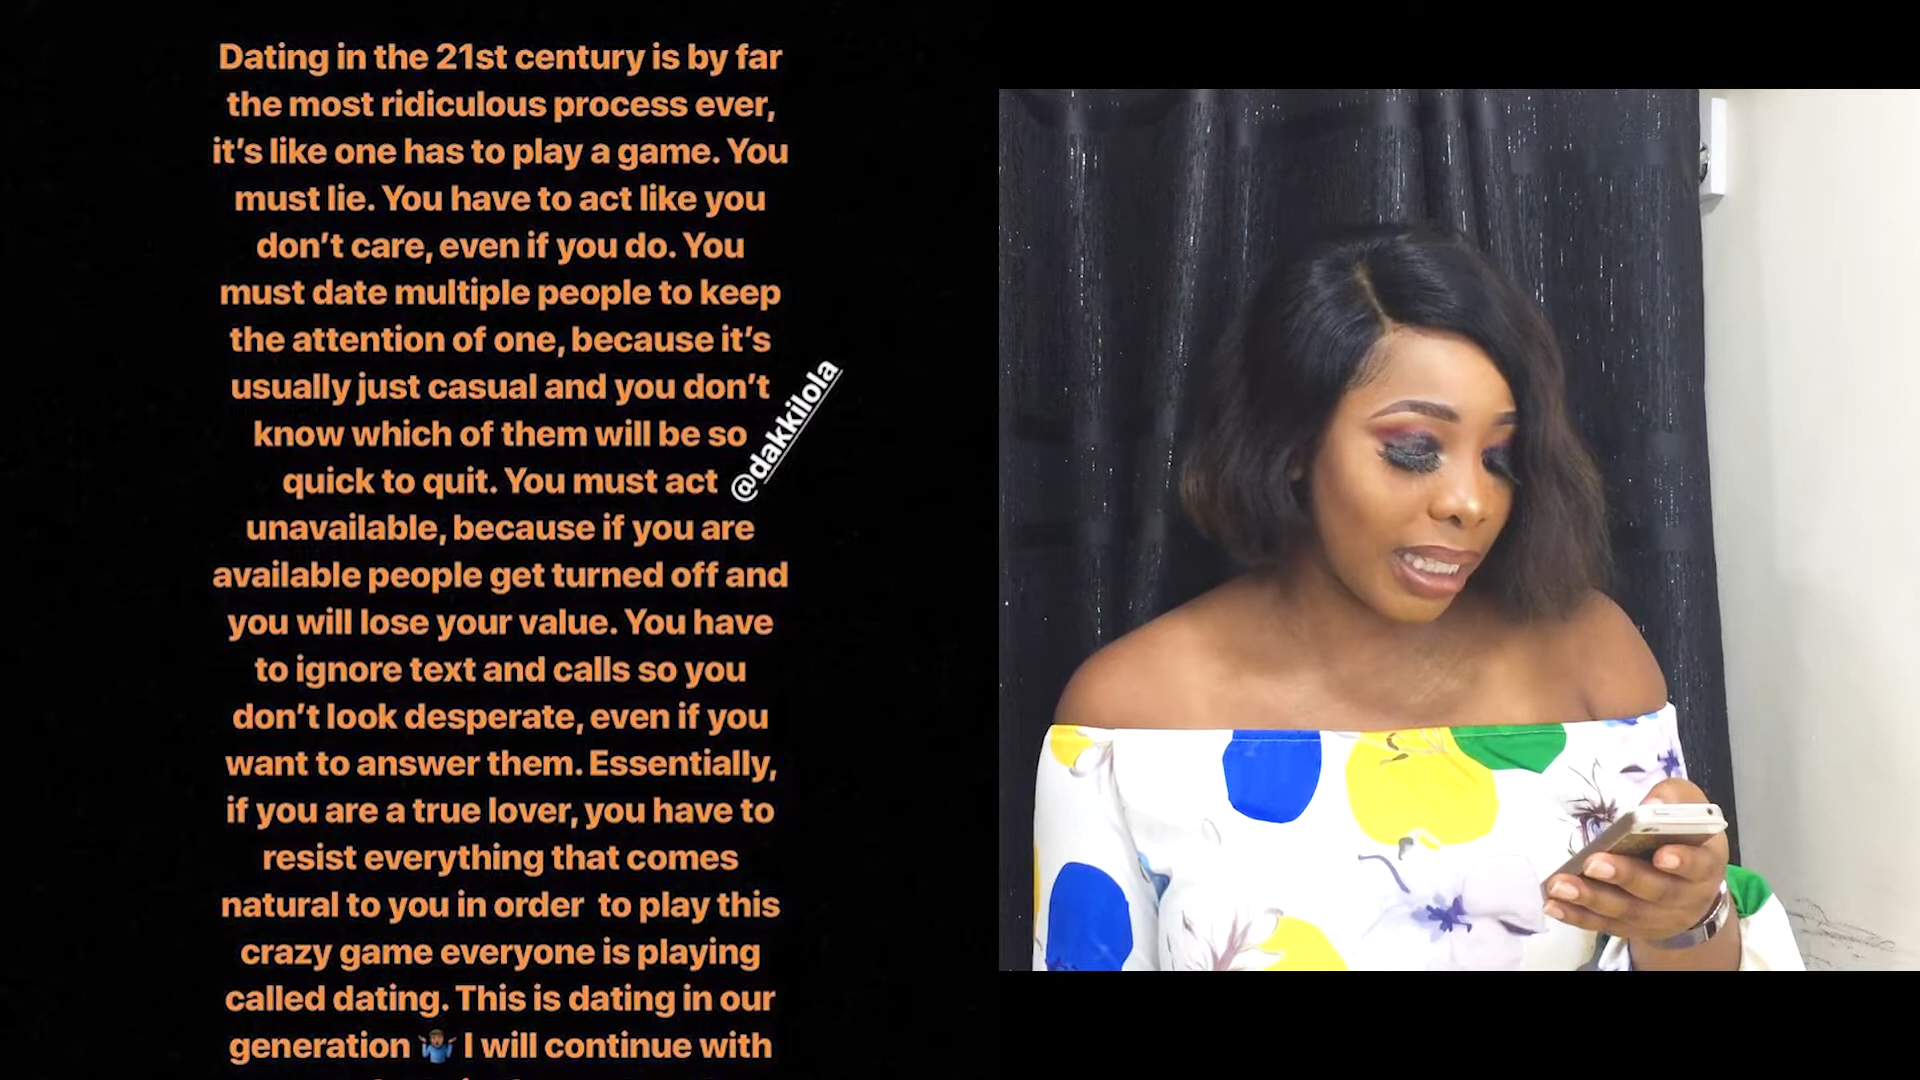 Dating in the 21st century is by far
the most ridiculous process ever,
it’s like one has to play a game. You
must lie. You have to act like you
don’t care, even if you do. You
must date multiple people to keep
the attention of one, because it’s
usually just casual and you don’t
know which of them will be so
quick to quit. You must act
unavailable, because if you are
available people get turned off and
you will lose your value. You have
to ignore text and calls so you
don’t look desperate, even if you
want to answer them. Essentially,
if you are a true lover, you have to
resist everything that comes
natural to you in order to play this
crazy game everyone is playing
called dating. This is dating in our
generation 🤷🏾‍♂️ I will continue with
@dakkilola